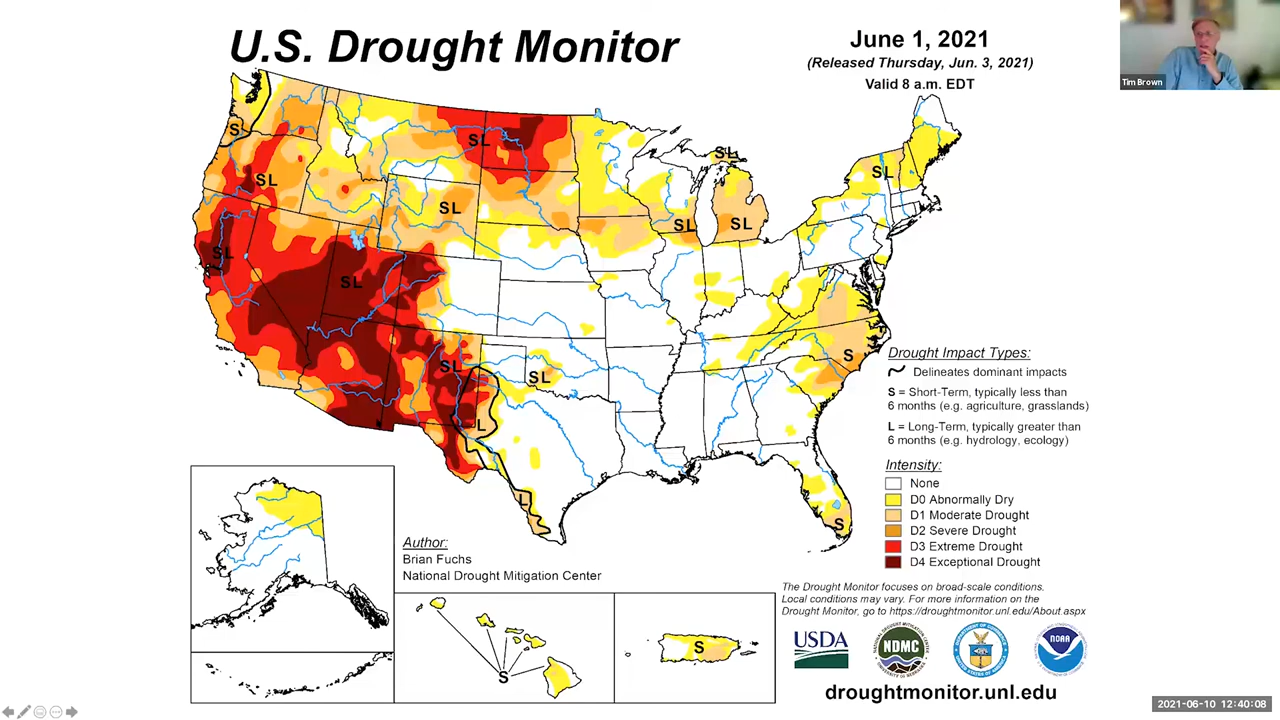 U.S. Drought Monitor
June 1, 2021
(Released Thursday, Jun. 3, 2021)
Valid 8 a.m. EDT
Tim Brown
S
SL
SL
SL
SL
SL
SL
SL
SL
SL
SL
SL
SL
L
L
S
S
Drought Impact Types:
Delineates dominant impacts
S = Short-Term, typically less than
6 months (e.g. agriculture, grasslands)
L = Long-Term, typically greater than
6 months (e.g. hydrology, ecology)
Intensity:
None
D0 Abnormally Dry
D1 Moderate Drought
D2 Severe Drought
D3 Extreme Drought
D4 Exceptional Drought
Author:
Brian Fuchs
National Drought Mitigation Center
S
S
The Drought Monitor focuses on broad-scale conditions.
Local conditions may vary. For more information on the
Drought Monitor, go to https://droughtmonitor.unl.edu/About.aspx
USDA
NDMC
NOAA
droughtmonitor.unl.edu
2021-06-10 12:40:08